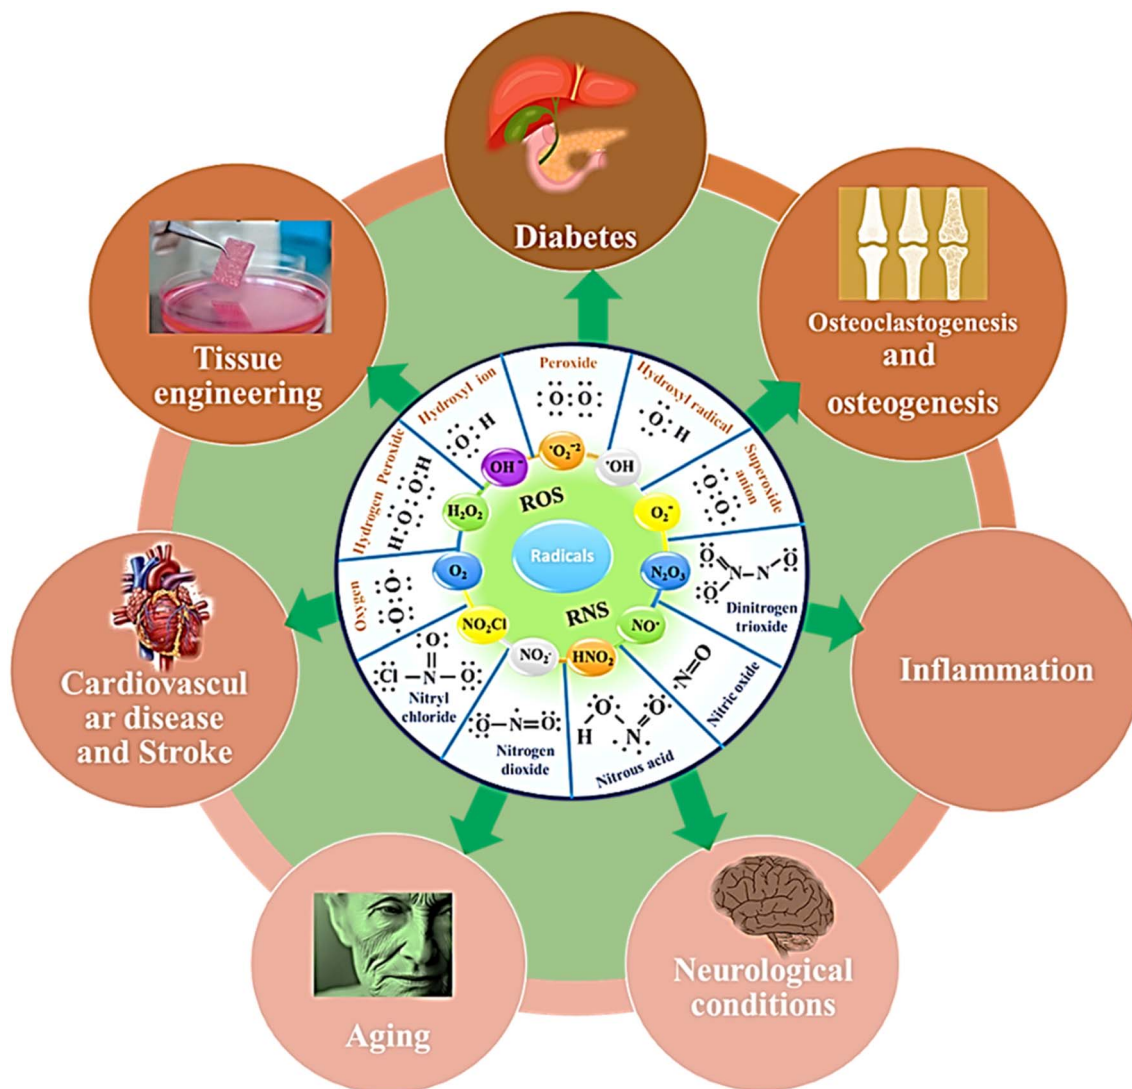 Diabetes
Osteoclastogenesis
and
osteogenesis
Inflammation
Neurological
conditions
Aging
Cardiovascul
ar disease
and Stroke
Tissue
engineering
Peroxide
:Ö:Ö:
Hydroxyl radical
·Ö:H
Superoxide
anion
:Ö:Ö:
Dinitrogen
trioxide
O N–N O
O
Nitric oxide
·N=O
Nitrous acid
H O N O
Nitrogen
dioxide
:O–N=O:
Nitryl
chloride
O
:Cl–N–O:
Oxygen
·O:O·
Hydrogen Peroxide
H:O:O:H
Hydroxyl ion
:O:H
·O₂⁻²
·OH
O₂⁻
N₂O₃
NO·
HNO₂
NO₂·
NO₂Cl
O₂
H₂O₂
OH⁻
ROS
Radicals
RNS